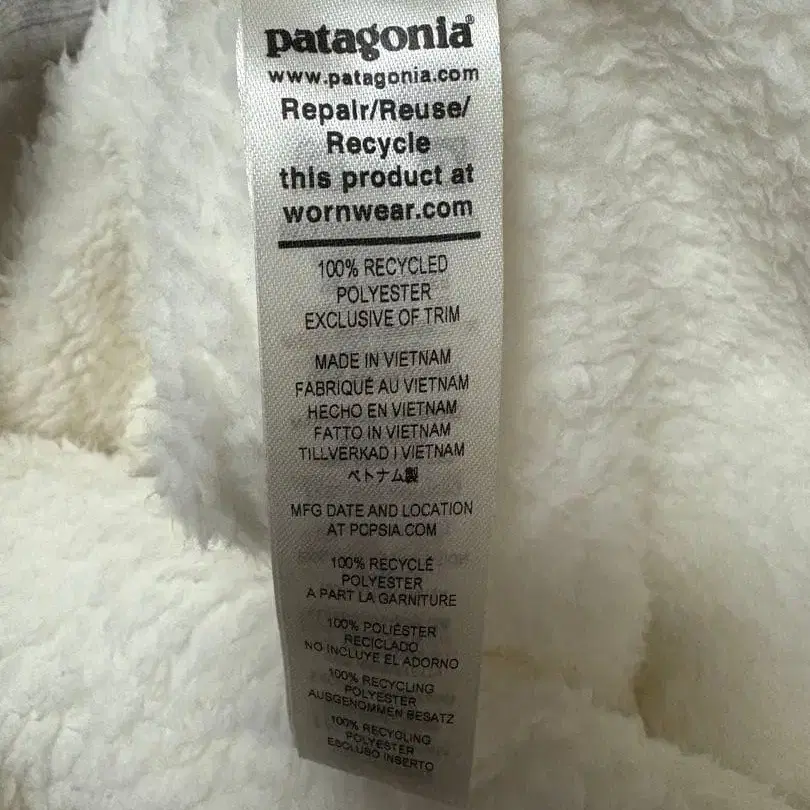 patagonia®
www.patagonia.com
Repair/Reuse/
Recycle
this product at
wornwear.com
100% RECYCLED
POLYESTER
EXCLUSIVE OF TRIM
MADE IN VIETNAM
FABRIQUÉ AU VIETNAM
HECHO EN VIETNAM
FATTO IN VIETNAM
TILLVERKAD I VIETNAM
ベトナム製
MFG DATE AND LOCATION
AT PCPSIA.COM
100% RECYCLÉ
POLYESTER
A PART LA GARNITURE
100% POLIÉSTER
RECICLADO
NO INCLUYE EL ADORNO
100% RECYCLING
POLYESTER
AUSGENOMMEN BESATZ
100% RECYCLING
POLYESTER
ESCLUSO INSERTO